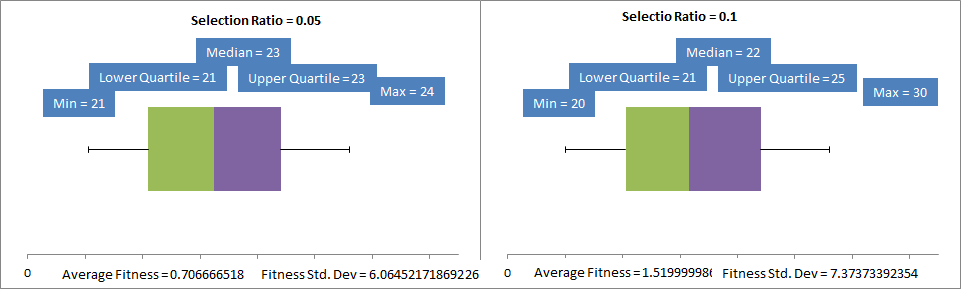 Selection Ratio = 0.05
Median = 23
Lower Quartile = 21
Upper Quartile = 23
Max = 24
Min = 21
0
Average Fitness = 0.706666518
Fitness Std. Dev = 6.06452171869226
Selectio Ratio = 0.1
Median = 22
Lower Quartile = 21
Upper Quartile = 25
Max = 30
Min = 20
0
Average Fitness = 1.519999986
Fitness Std. Dev = 7.37373392354